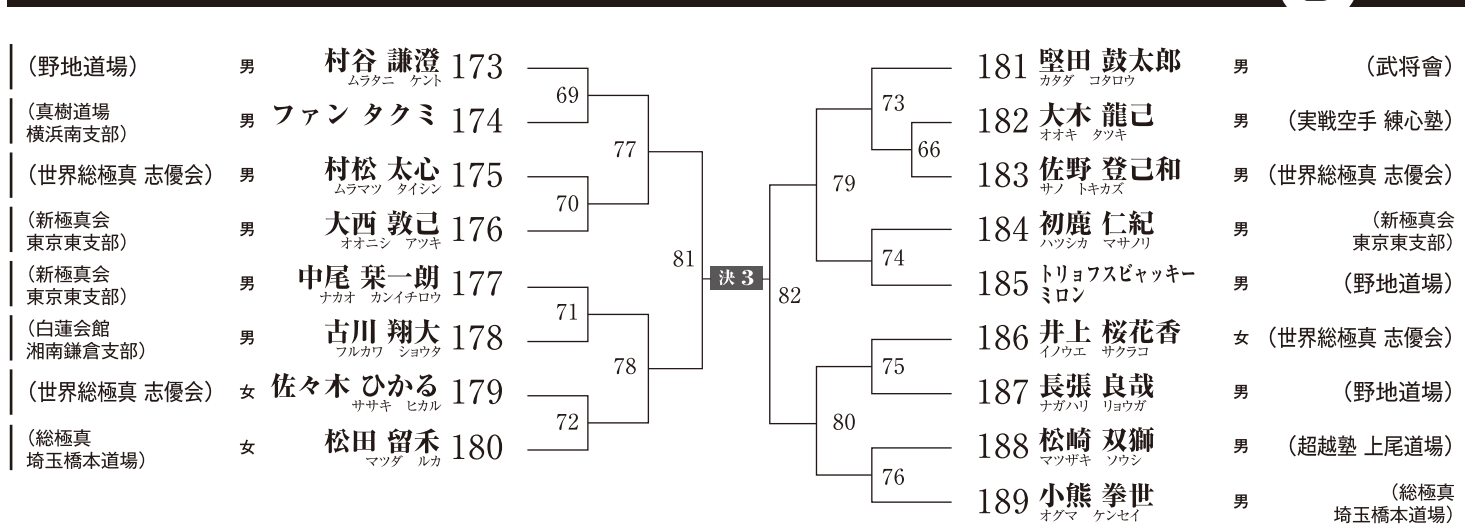 （野地道場）　男　村谷 謙澄　173
ムラタニ　ケント
（真樹道場
横浜南支部）　男　ファン タクミ　174
（世界総極真 志優会）　男　村松 太心　175
ムラマツ　タイシン
（新極真会
東京東支部）　男　大西 敦己　176
オオニシ　アツキ
（新極真会
東京東支部）　男　中尾 栞一朗　177
ナカオ　カンイチロウ
（白蓮会館
湘南鎌倉支部）　男　古川 翔大　178
フルカワ　ショウタ
（世界総極真 志優会）　女　佐々木 ひかる　179
ササキ　ヒカル
（総極真
埼玉橋本道場）　女　松田 留禾　180
マツダ　ルカ
69
70
71
72
77
78
81
決 3
82
79
80
73
66
74
75
76
181　堅田 鼓太郎　男　（武将會）
カタダ　コタロウ
182　大木 龍己　男　（実戦空手 練心塾）
オオキ　タツキ
183　佐野 登己和　男　（世界総極真 志優会）
サノ　トキカズ
184　初鹿 仁紀　男　（新極真会
東京東支部）
ハツシカ　マサノリ
185　トリョフスビャッキー
ミロン　男　（野地道場）
186　井上 桜花香　女　（世界総極真 志優会）
イノウエ　サクラコ
187　長張 良哉　男　（野地道場）
ナガハリ　リョウガ
188　松崎 双獅　男　（超越塾 上尾道場）
マツザキ　ソウシ
189　小熊 拳世　男　（総極真
埼玉橋本道場）
オグマ　ケンセイ